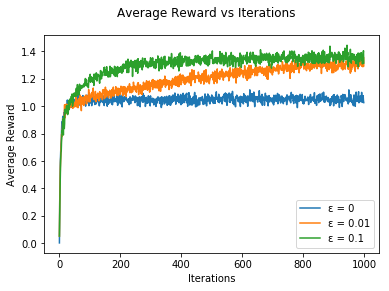 Average Reward vs Iterations
Average Reward
1.4
1.2
1.0
0.8
0.6
0.4
0.2
0.0
0
200
400
600
800
1000
Iterations
ε = 0
ε = 0.01
ε = 0.1